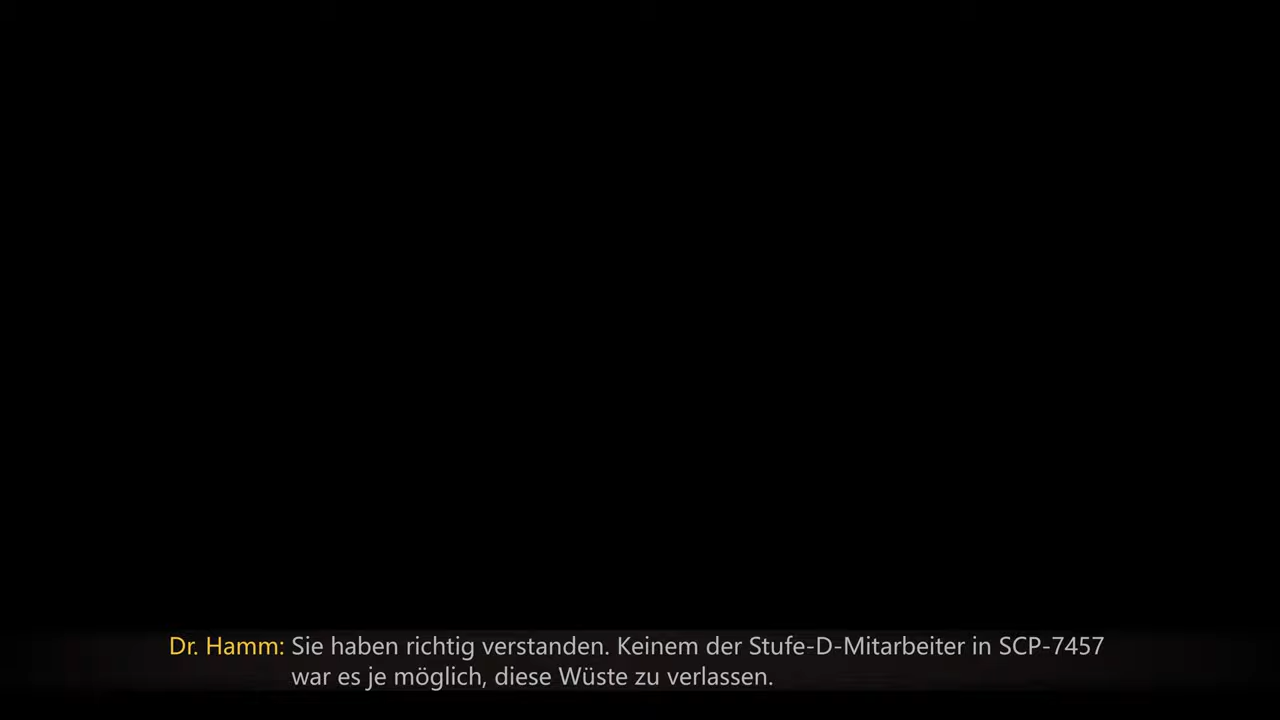 Dr. Hamm: Sie haben richtig verstanden. Keinem der Stufe-D-Mitarbeiter in SCP-7457
war es je möglich, diese Wüste zu verlassen.